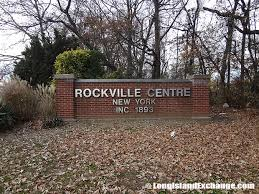 ROCKVILLE CENTRE
NEW YORK
INC. 1893
© LongIslandExchange.com